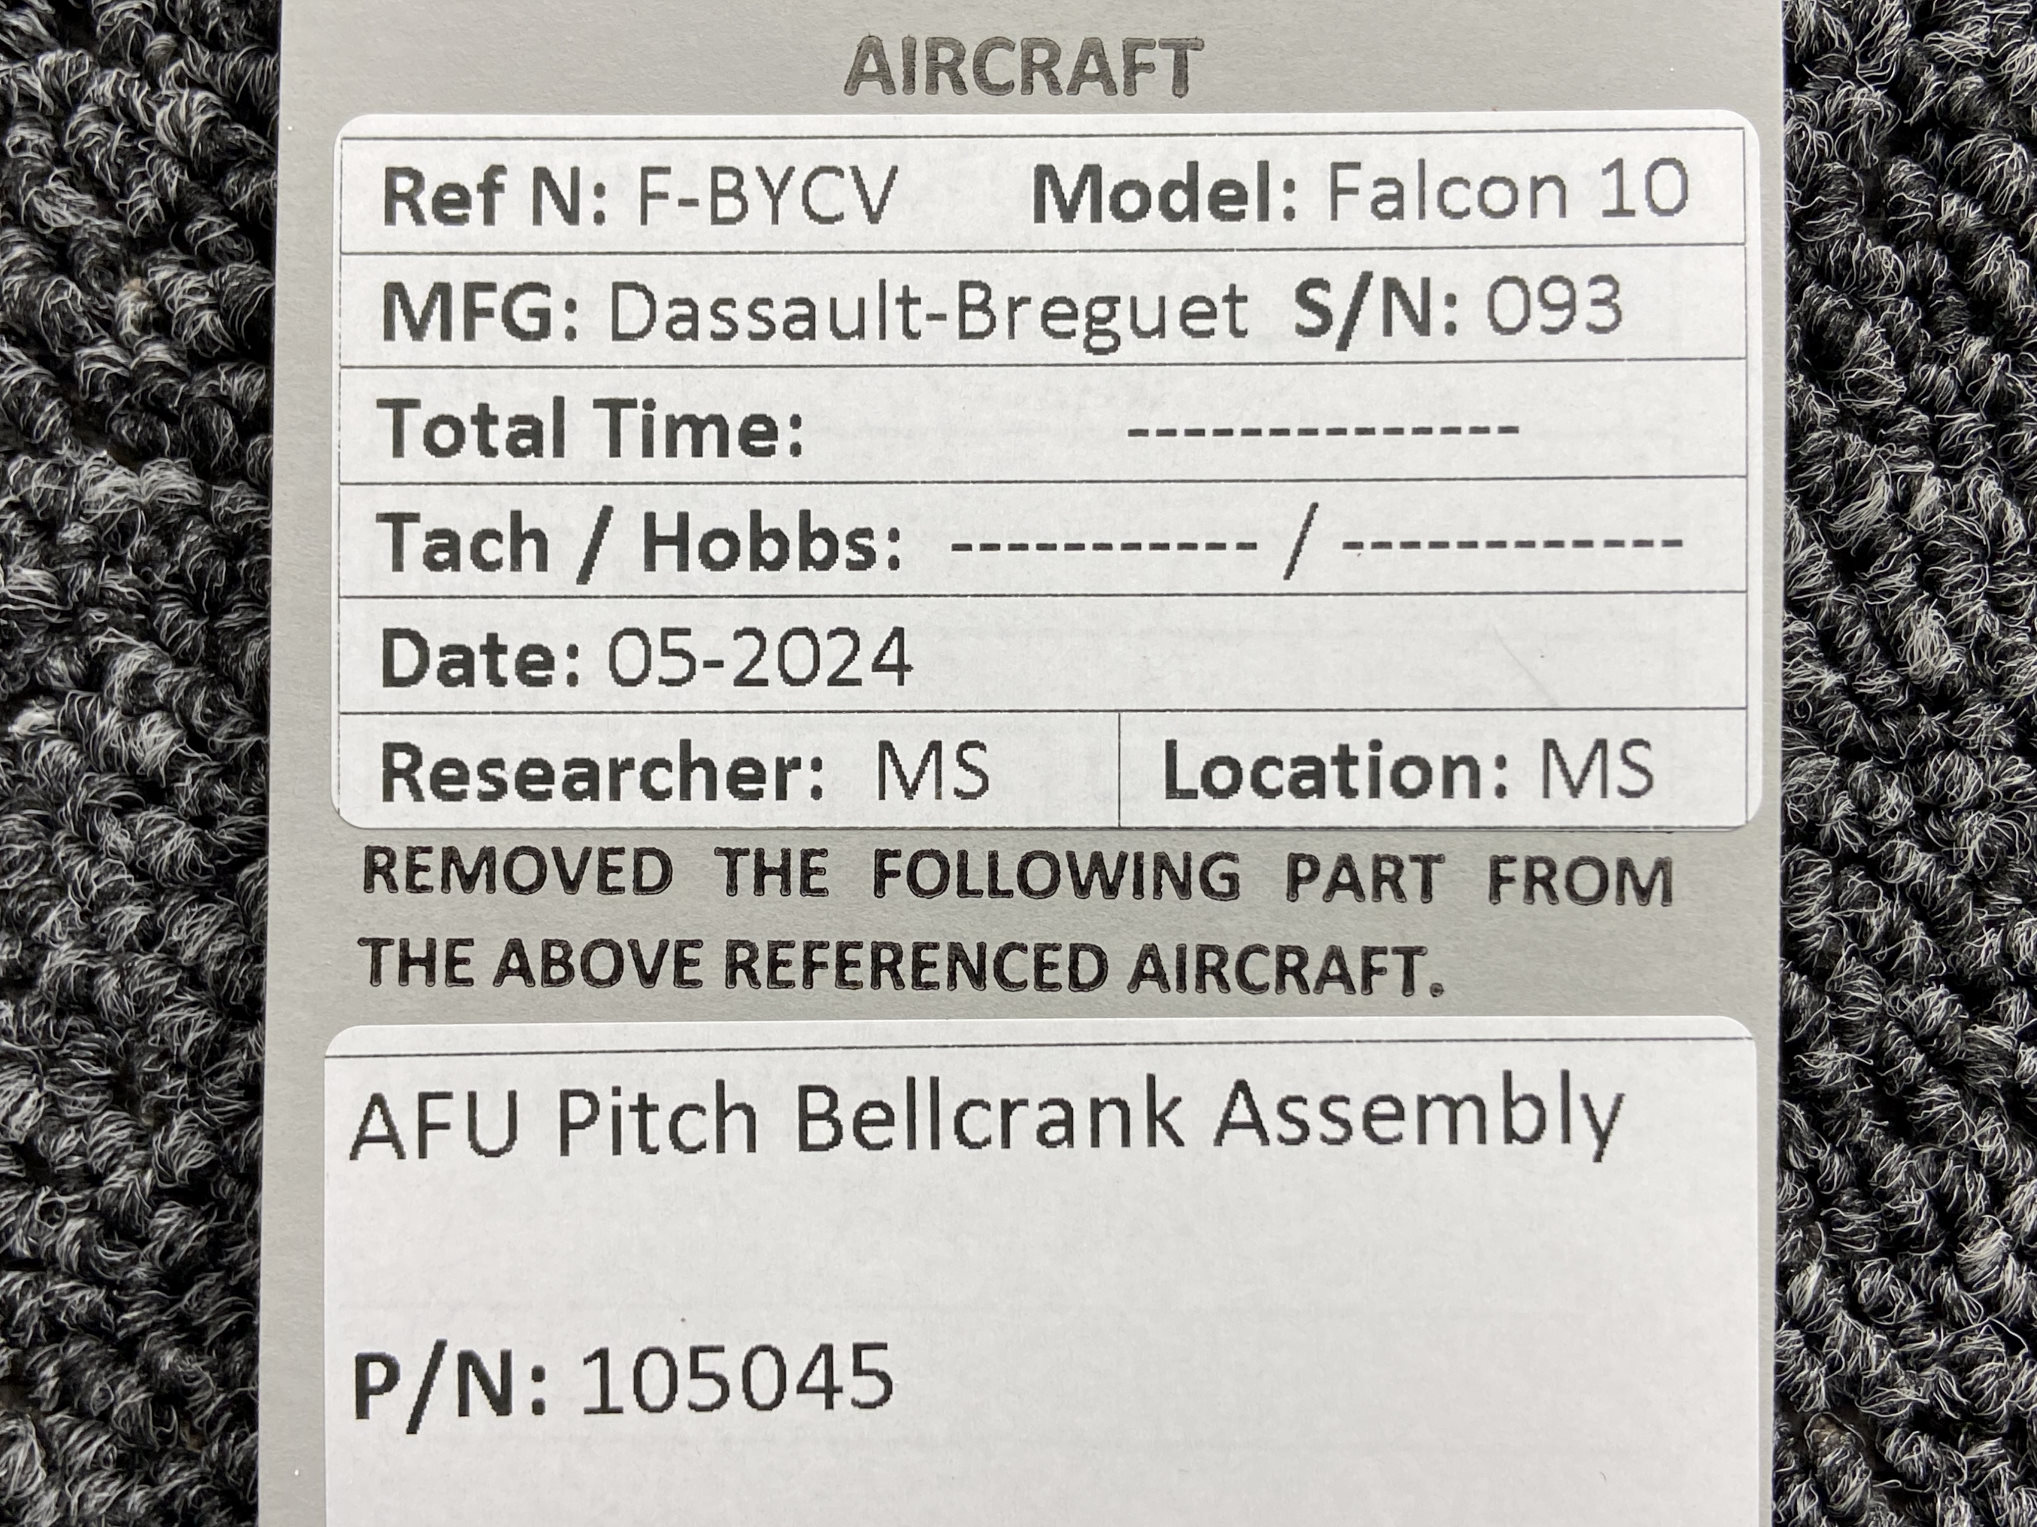 AIRCRAFT
Ref N: F-BYCV Model: Falcon 10
MFG: Dassault-Breguet S/N: 093
Total Time: --------------
Tach / Hobbs: ----------- / ------------
Date: 05-2024
Researcher: MS Location: MS
REMOVED THE FOLLOWING PART FROM
THE ABOVE REFERENCED AIRCRAFT.
AFU Pitch Bellcrank Assembly
P/N: 105045